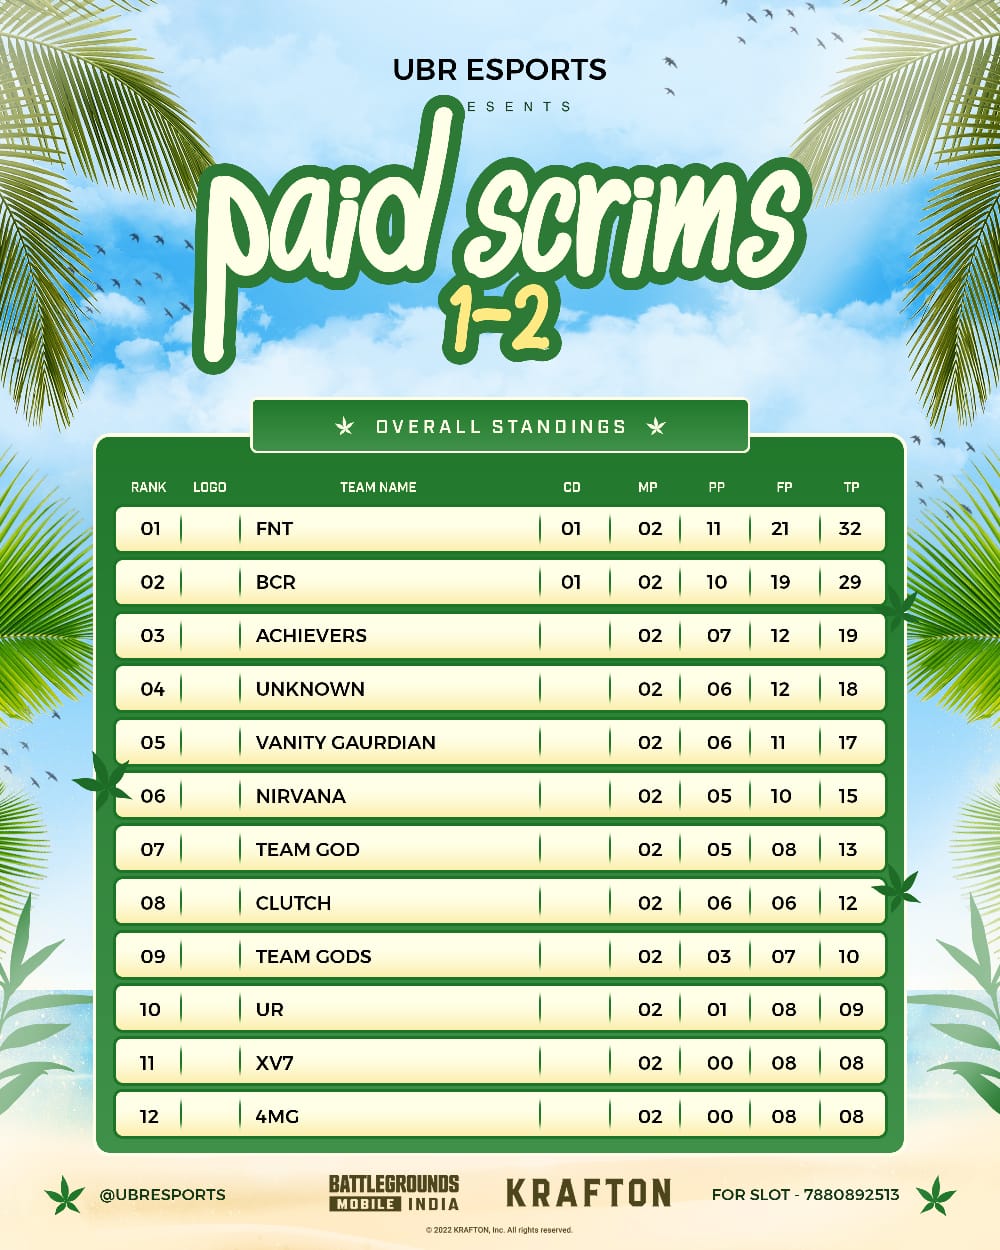 UBR ESPORTS
ESENTS
paid scrims
1-2
OVERALL STANDINGS
RANK LOGO TEAM NAME CD MP PP FP TP
01 FNT 01 02 11 21 32
02 BCR 01 02 10 19 29
03 ACHIEVERS 02 07 12 19
04 UNKNOWN 02 06 12 18
05 VANITY GAURDIAN 02 06 11 17
06 NIRVANA 02 05 10 15
07 TEAM GOD 02 05 08 13
08 CLUTCH 02 06 06 12
09 TEAM GODS 02 03 07 10
10 UR 02 01 08 09
11 XV7 02 00 08 08
12 4MG 02 00 08 08
@UBRESPORTS
BATTLEGROUNDS
MOBILE INDIA
KRAFTON
FOR SLOT - 7880892513
© 2022 KRAFTON, Inc. All rights reserved.